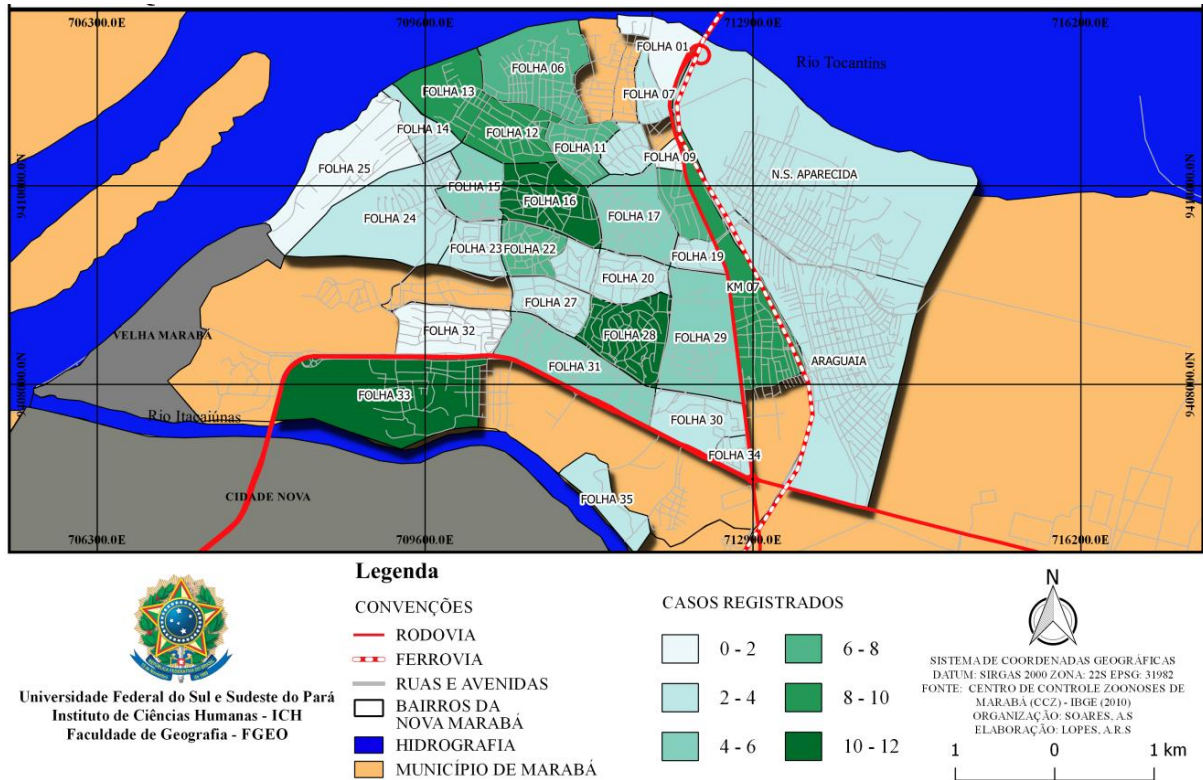 706300.0E
709600.0E
712900.0E
716200.0E
FOLHA 01
FOLHA 06
Rio Tocantins
FOLHA 13
FOLHA 07
FOLHA 12
FOLHA 14
FOLHA 11
FOLHA 09
FOLHA 25
N.S. APARECIDA
FOLHA 15
9410000.0N
9410000.0N
FOLHA 16
FOLHA 17
FOLHA 24
FOLHA 23
FOLHA 22
FOLHA 19
FOLHA 20
KM 07
FOLHA 27
FOLHA 32
VELHA MARABÁ
FOLHA 28
FOLHA 29
ARAGUAIA
FOLHA 31
FOLHA 33
9408000.0N
9408000.0N
Rio Itacaiúnas
FOLHA 30
FOLHA 34
CIDADE NOVA
FOLHA 35
706300.0E
709600.0E
712900.0E
716200.0E
Universidade Federal do Sul e Sudeste do Pará
Instituto de Ciências Humanas - ICH
Faculdade de Geografia - FGEO
Legenda
CONVENÇÕES
RODOVIA
FERROVIA
RUAS E AVENIDAS
BAIRROS DA
NOVA MARABÁ
HIDROGRAFIA
MUNICÍPIO DE MARABÁ
CASOS REGISTRADOS
0 - 2
2 - 4
4 - 6
6 - 8
8 - 10
10 - 12
N
SISTEMA DE COORDENADAS GEOGRÁFICAS
DATUM: SIRGAS 2000 ZONA: 22S EPSG: 31982
FONTE: CENTRO DE CONTROLE ZOONOSES DE
MARABÁ (CCZ) - IBGE (2010)
ORGANIZAÇÃO: SOARES, A.S
ELABORAÇÃO: LOPES, A.R.S
1 0 1 km